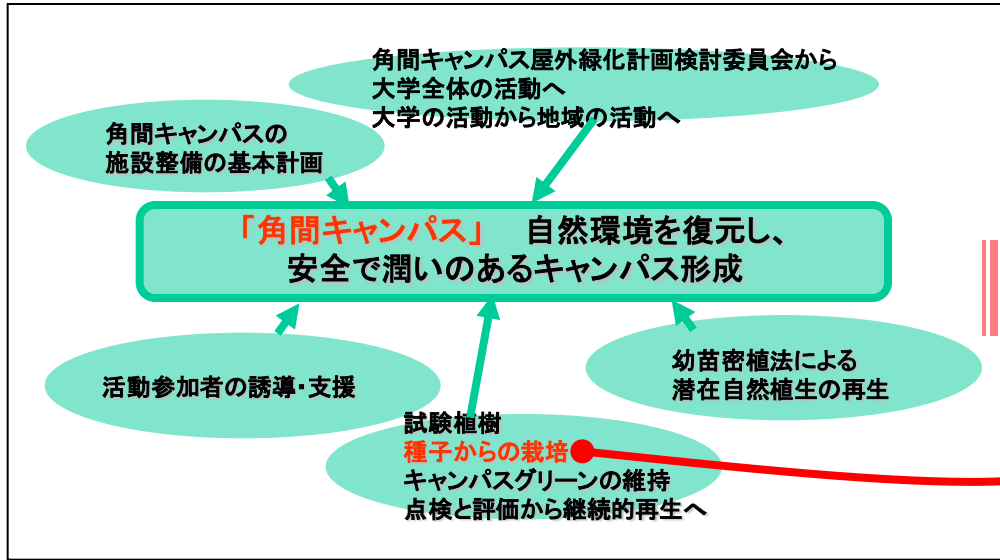 角間キャンパス屋外緑化計画検討委員会から
大学全体の活動へ
大学の活動から地域の活動へ
角間キャンパスの
施設整備の基本計画
「角間キャンパス」　自然環境を復元し、
安全で潤いのあるキャンパス形成
活動参加者の誘導・支援
幼苗密植法による
潜在自然植生の再生
試験植樹
種子からの栽培
キャンパスグリーンの維持
点検と評価から継続的再生へ